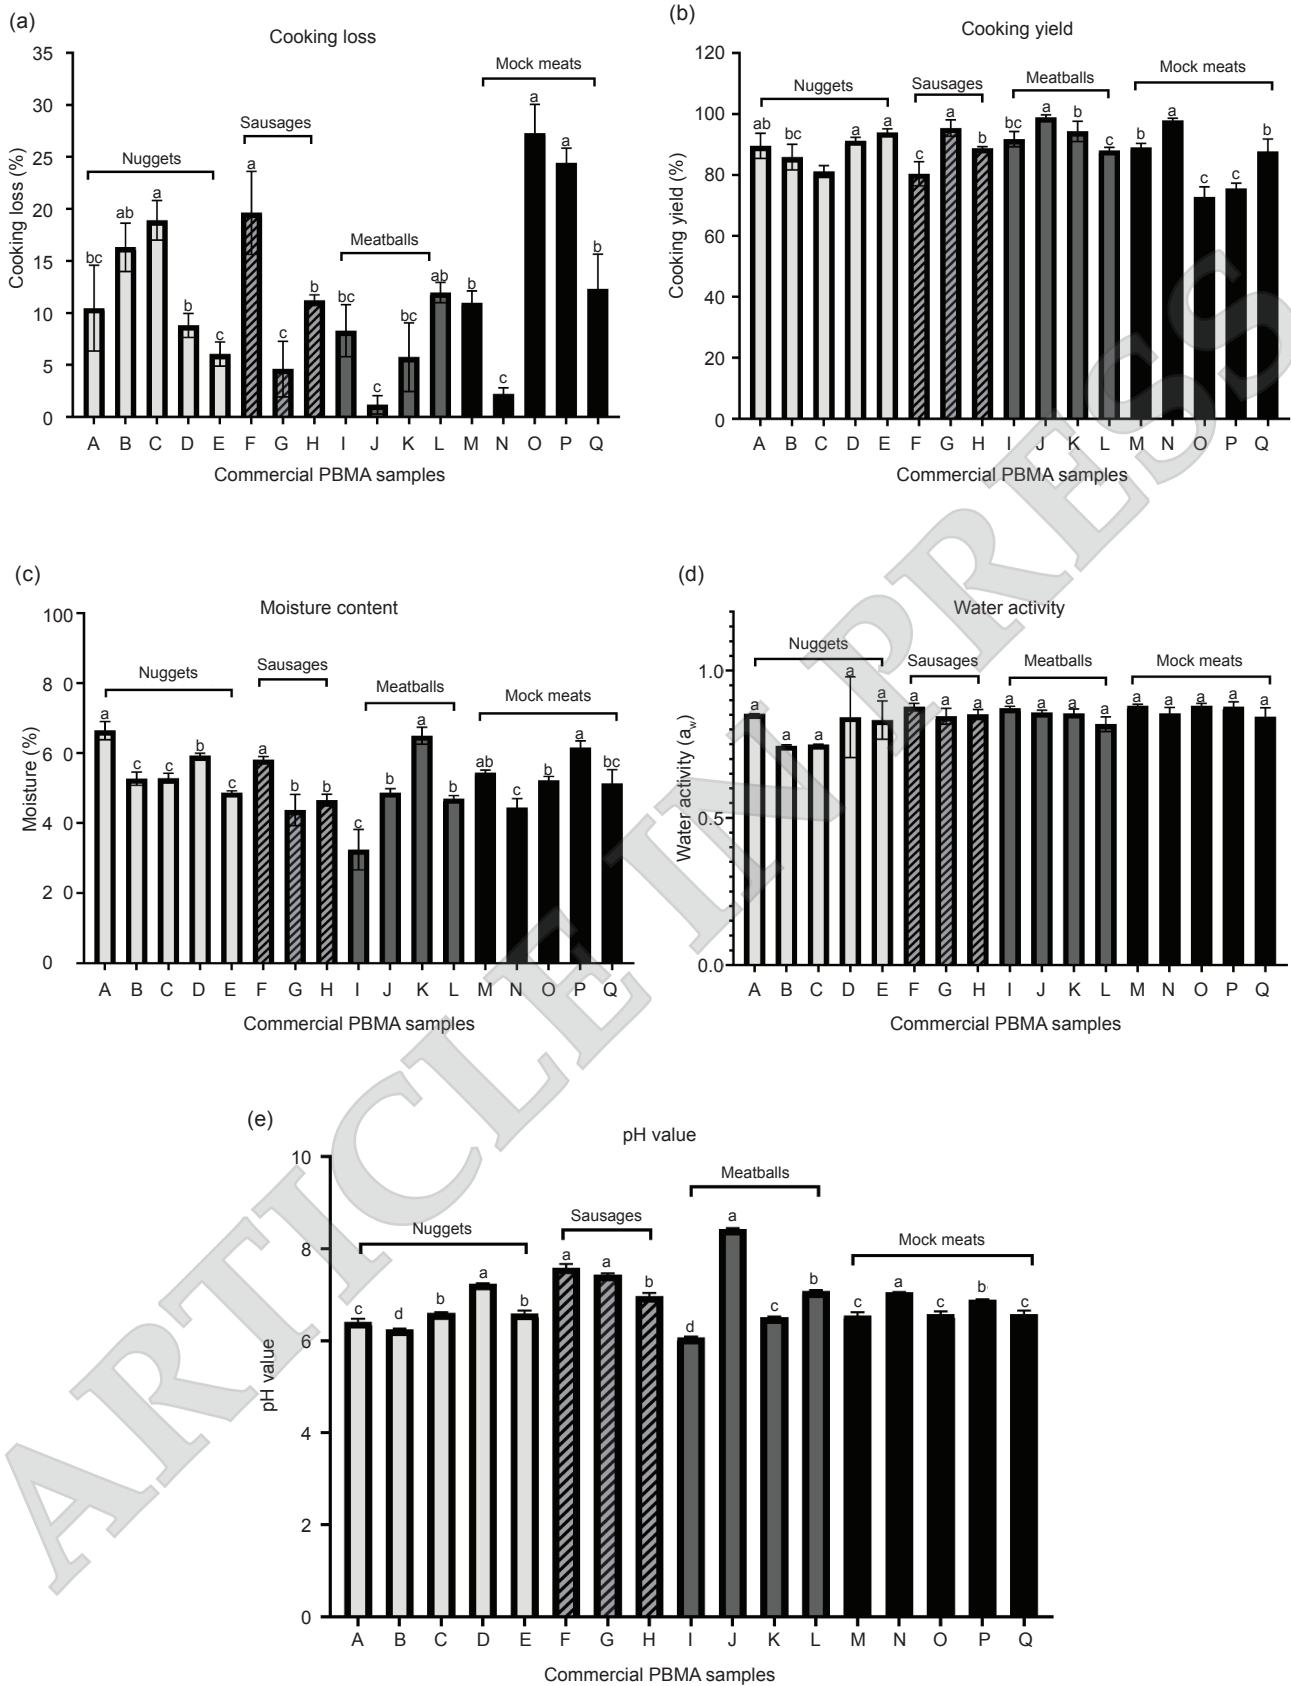 (a)
Cooking loss
35
30
25
20
15
10
5
0
Cooking loss (%)
Nuggets
Sausages
Meatballs
Mock meats
bc ab a b c a c b bc c bc ab b c a a b
A B C D E F G H I J K L M N O P Q
Commercial PBMA samples
(b)
Cooking yield
120
100
80
60
40
20
0
Cooking yield (%)
Nuggets
Sausages
Meatballs
Mock meats
ab bc a a c a b bc a b c b a c c b
A B C D E F G H I J K L M N O P Q
Commercial PBMA samples
(c)
Moisture content
100
8 0
6 0
4 0
2 0
0
Moisture (%)
Nuggets
Sausages
Meatballs
Mock meats
a c c b c a b b c b a b ab c b a bc
A B C D E F G H I J K L M N O P Q
Commercial PBMA samples
(d)
Water activity
1.0
0.5
0.0
Water activity (aw)
Nuggets
Sausages
Meatballs
Mock meats
a b c a a a a a a a a a a a a a a
A B C D E F G H I J K L M N O P Q
Commercial PBMA samples
(e)
pH value
10
8
6
4
2
0
pH value
Nuggets
Sausages
Meatballs
Mock meats
c d b a b a a b d a c b c a c b c
A B C D E F G H I J K L M N O P Q
Commercial PBMA samples
ARTICLE IN PRESS